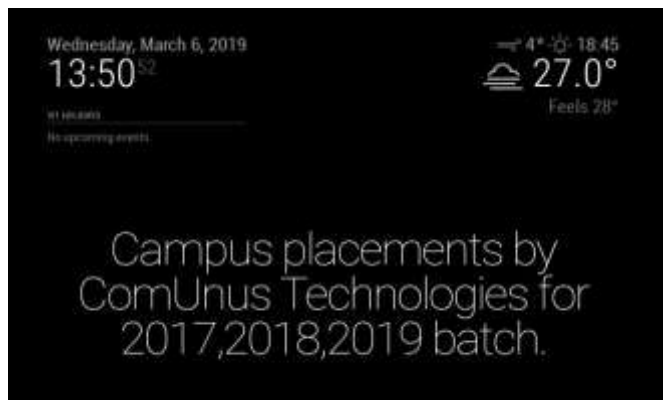 Wednesday, March 6, 2019
13:50 52
4° 18:45
27.0°
Feels 28°
No upcoming events.
Campus placements by
ComUnus Technologies for
2017,2018,2019 batch.